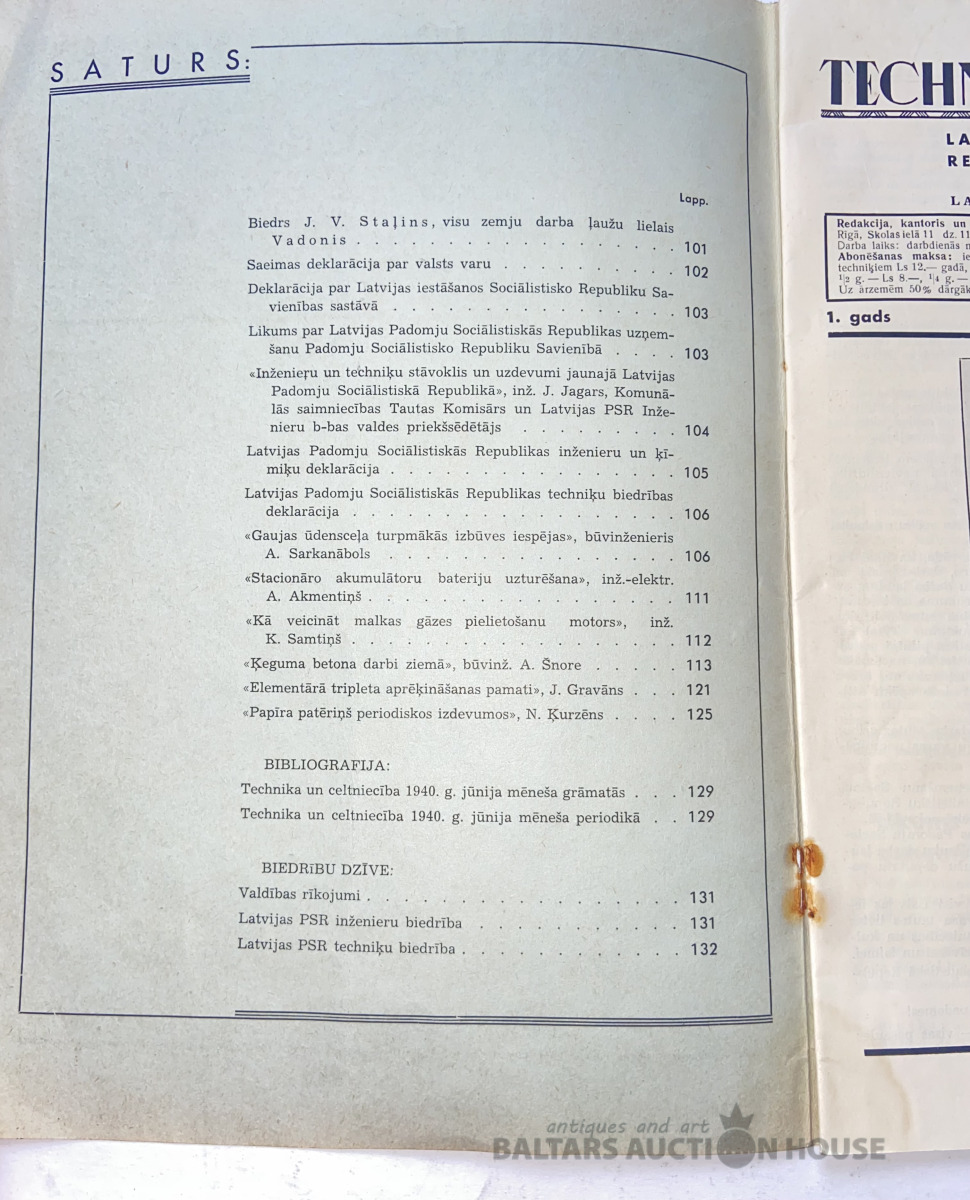 SATURS:
Lapp.
Biedrs J. V. Staļins, visu zemju darba ļaužu lielais
Vadonis . . . . . . . . . . . . . . . . . . 101
Saeimas deklarācija par valsts varu . . . . . . . . . . 102
Deklarācija par Latvijas iestāšanos Sociālistisko Republiku Sa-
vienības sastāvā . . . . . . . . . . . . . . . . 103
Likums par Latvijas Padomju Sociālistiskās Republikas uzņem-
šanu Padomju Sociālistisko Republiku Savienībā . . . . 103
«Inženieŗu un techniķu stāvoklis un uzdevumi jaunajā Latvijas
Padomju Sociālistiskā Republikā», inž. J. Jagars, Komunā-
lās saimniecības Tautas Komisārs un Latvijas PSR Inže-
nieru b-bas valdes priekšsēdētājs . . . . . . . . . 104
Latvijas Padomju Sociālistiskās Republikas inženieru un ķī-
miķu deklarācija . . . . . . . . . . . . . . . . 105
Latvijas Padomju Sociālistiskās Republikas techniķu biedrības
deklarācija . . . . . . . . . . . . . . . . . . 106
«Gaujas ūdensceļa turpmākās izbūves iespējas», būvinženieris
A. Sarkanābols . . . . . . . . . . . . . . . . 106
«Stacionāro akumulātoru bateriju uzturēšana», inž.-elektr.
A. Akmentiņš . . . . . . . . . . . . . . . . . 111
«Kā veicināt malkas gāzes pielietošanu motors», inž.
K. Samtiņš . . . . . . . . . . . . . . . . . . 112
«Ķeguma betona darbi ziemā», būvinž. A. Šnore . . . . . 113
«Elementārā tripleta aprēķināšanas pamati», J. Gravāns . . . 121
«Papīra patēriņš periodiskos izdevumos», N. Ķurzēns . . . . 125
BIBLIOGRAFIJA:
Technika un celtniecība 1940. g. jūnija mēneša grāmatās . . . 129
Technika un celtniecība 1940. g. jūnija mēneša periodikā . . 129
BIEDRĪBU DZĪVE:
Valdības rīkojumi . . . . . . . . . . . . . . . . . 131
Latvijas PSR inženieru biedrība . . . . . . . . . . . 131
Latvijas PSR techniķu biedrība . . . . . . . . . . . . 132
TECHN
LA
RE
LA
Redakcija, kantoris un
Rīgā, Skolas ielā 11 dz. 11
Darba laiks: darbdienās
Abonēšanas maksa: ie
techniķiem Ls 12,— gadā,
1/2 g. — Ls 8.—, 1/4 g. —
Uz ārzemēm 50% dārgāk
1. gads
antiques and art
BALTARS AUCTION HOUSE